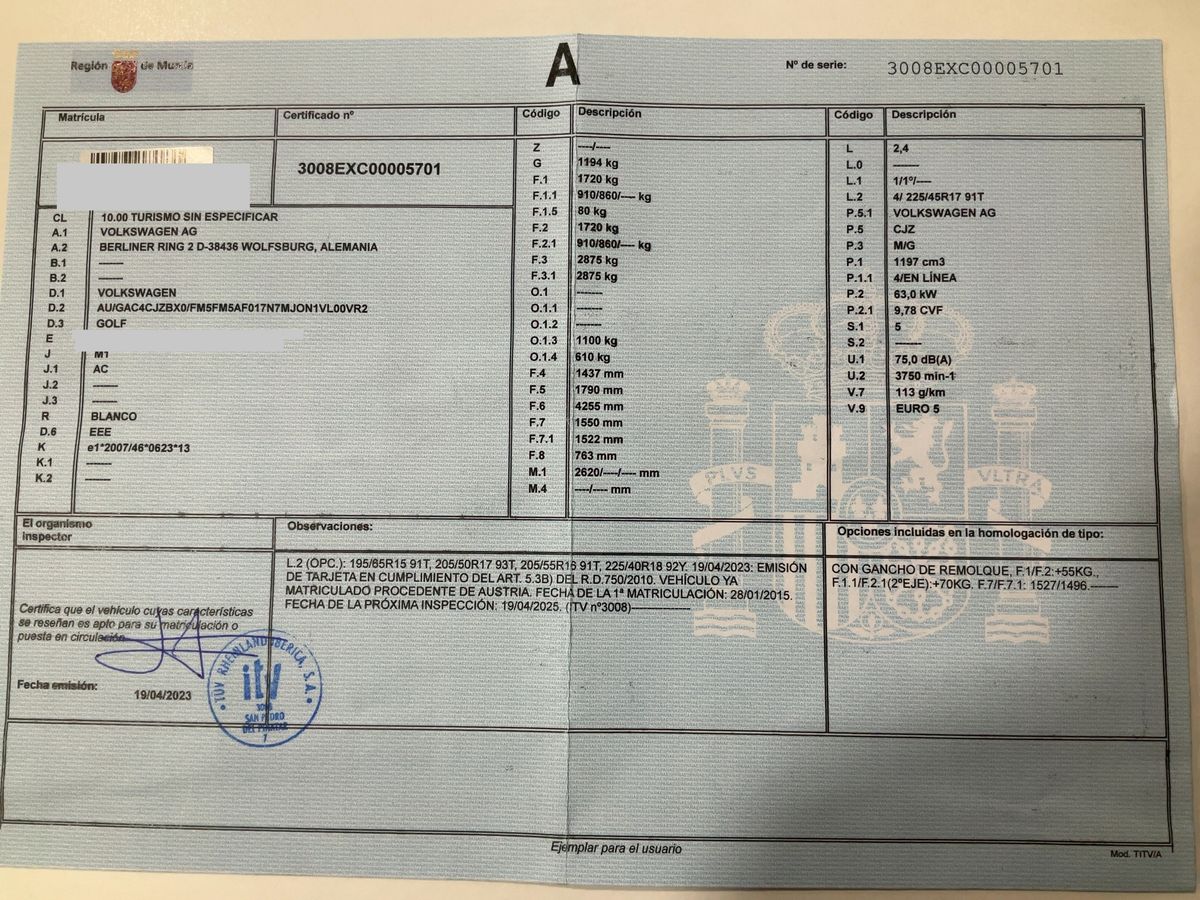 Región de Murcia
A
Nº de serie: 3008EXC00005701
Matrícula
Certificado nº
3008EXC00005701
CL 10.00 TURISMO SIN ESPECIFICAR
A.1 VOLKSWAGEN AG
A.2 BERLINER RING 2 D-38436 WOLFSBURG, ALEMANIA
B.1 -----
B.2 -----
D.1 VOLKSWAGEN
D.2 AU/GAC4CJZBX0/FM5FM5AF017N7MJON1VL00VR2
D.3 GOLF
E
J M1
J.1 AC
J.2 -----
J.3 -----
R BLANCO
D.6 EEE
K e1*2007/46*0623*13
K.1 -----
K.2 -----
Código Descripción
Z ----/----
G 1194 kg
F.1 1720 kg
F.1.1 910/860/---- kg
F.1.5 80 kg
F.2 1720 kg
F.2.1 910/860/---- kg
F.3 2875 kg
F.3.1 2875 kg
O.1 -----
O.1.1 -----
O.1.2 -----
O.1.3 1100 kg
O.1.4 610 kg
F.4 1437 mm
F.5 1790 mm
F.6 4255 mm
F.7 1550 mm
F.7.1 1522 mm
F.8 763 mm
M.1 2620/----/---- mm
M.4 ----/---- mm
Código Descripción
L 2,4
L.0 -----
L.1 1/1º/----
L.2 4/ 225/45R17 91T
P.5.1 VOLKSWAGEN AG
P.5 CJZ
P.3 M/G
P.1 1197 cm3
P.1.1 4/EN LÍNEA
P.2 63,0 kW
P.2.1 9,78 CVF
S.1 5
S.2 -----
U.1 75,0 dB(A)
U.2 3750 min-1
V.7 113 g/km
V.9 EURO 5
PLVS VLTRA
El organismo
inspector
Certifica que el vehículo cuyas características
se reseñan es apto para su matriculación o
puesta en circulación
Fecha emisión: 19/04/2023
TÜV RHEINLAND IBERICA, S.A.
itv
3008
SAN PEDRO
DEL PINATAR
7
Observaciones:
L.2 (OPC.): 195/65R15 91T, 205/50R17 93T, 205/55R16 91T, 225/40R18 92Y. 19/04/2023: EMISIÓN
DE TARJETA EN CUMPLIMIENTO DEL ART. 5.3B) DEL R.D.750/2010. VEHÍCULO YA
MATRICULADO PROCEDENTE DE AUSTRIA. FECHA DE LA 1ª MATRICULACIÓN: 28/01/2015.
FECHA DE LA PRÓXIMA INSPECCIÓN: 19/04/2025. (ITV nº3008)--------------
Opciones incluidas en la homologación de tipo:
CON GANCHO DE REMOLQUE, F.1/F.2:+55KG.,
F.1.1/F.2.1(2ºEJE):+70KG. F.7/F.7.1: 1527/1496.-------
Ejemplar para el usuario
Mod. TITV/A